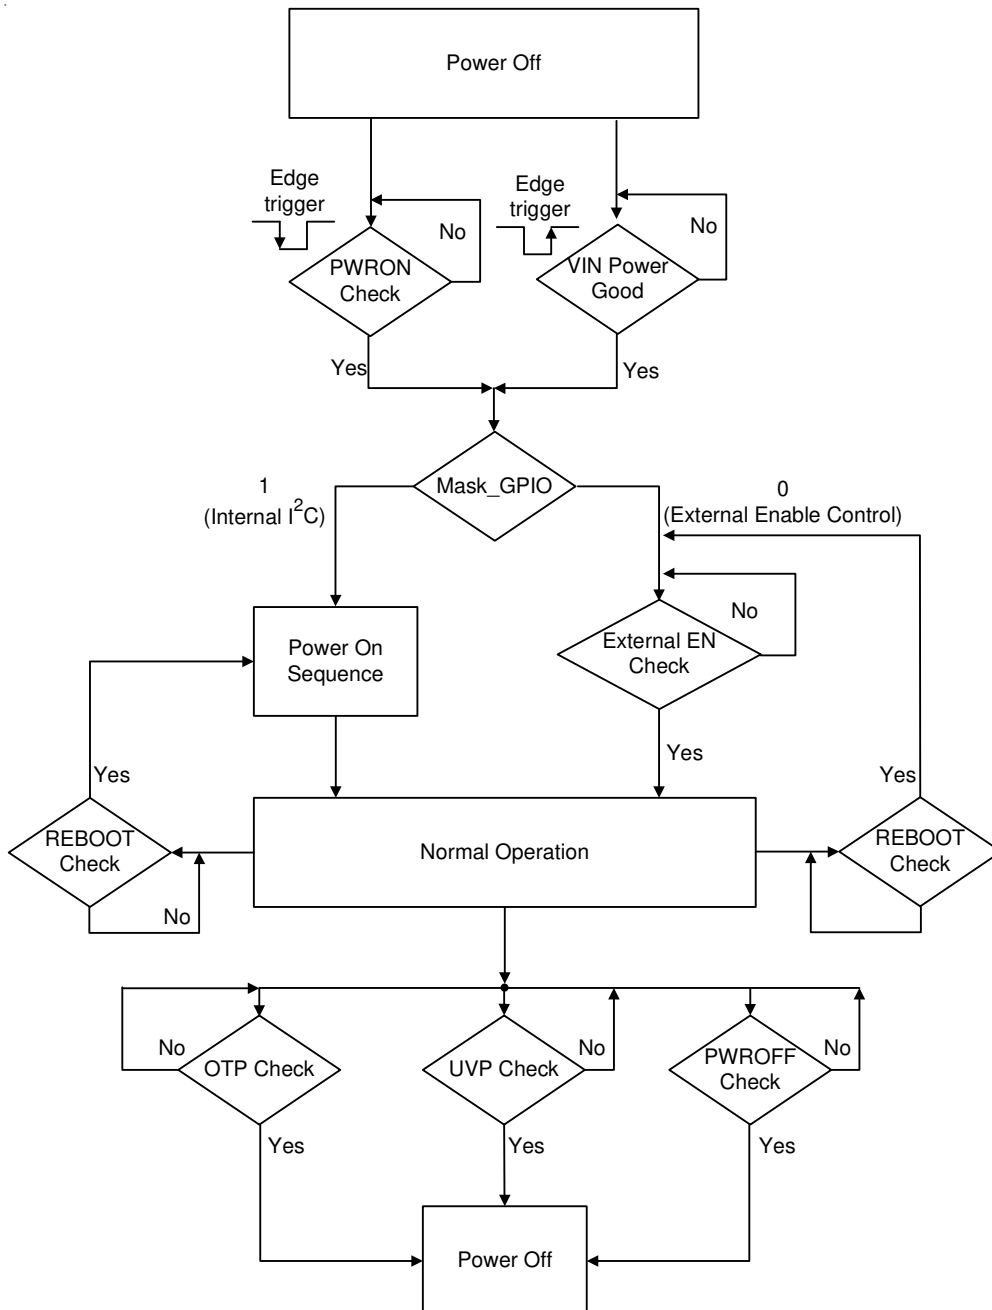 Power Off
Edge
trigger
Edge
trigger
No
No
PWRON
Check
VIN Power
Good
Yes
Yes
Mask_GPIO
1
(Internal I²C)
0
(External Enable Control)
No
Power On
Sequence
External EN
Check
Yes
Yes
Yes
REBOOT
Check
Normal Operation
REBOOT
Check
No
No
OTP Check
UVP Check
No
PWROFF
Check
No
Yes
Yes
Yes
Power Off